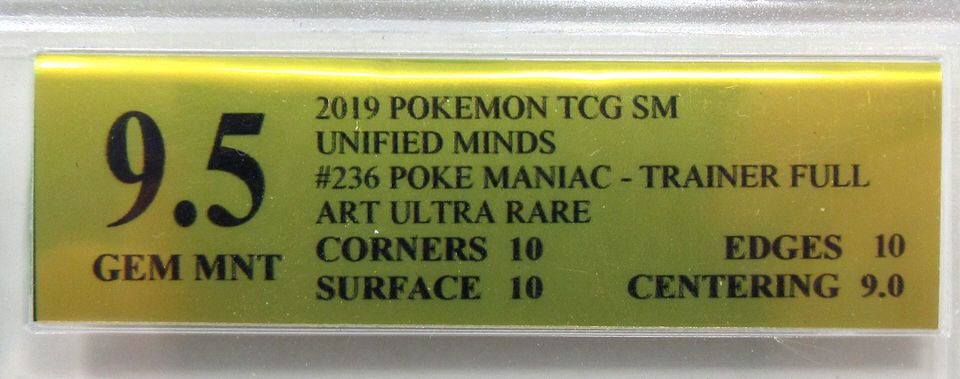 9.5
GEM MNT
2019 POKEMON TCG SM
UNIFIED MINDS
#236 POKE MANIAC - TRAINER FULL
ART ULTRA RARE
CORNERS 10 EDGES 10
SURFACE 10 CENTERING 9.0